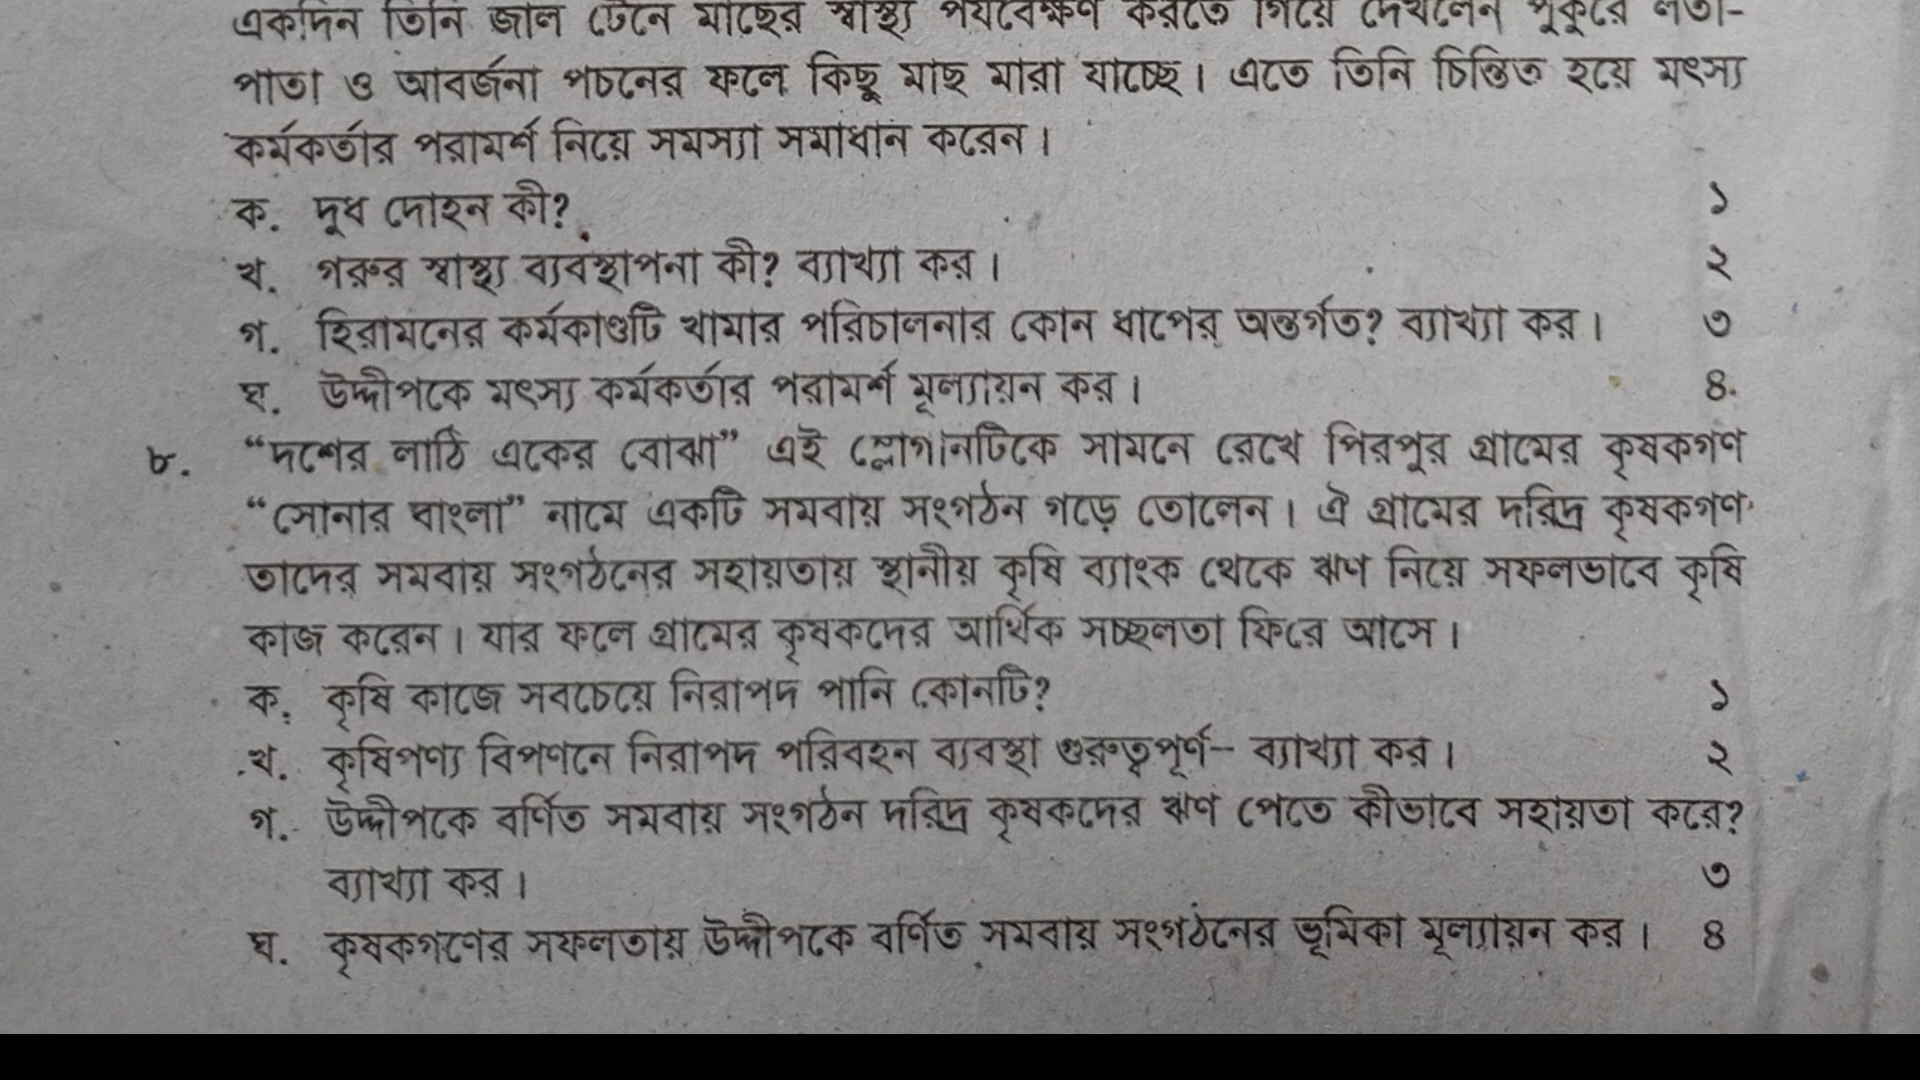 একদিন তিনি জাল টেনে মাছের স্বাস্থ্য পর্যবেক্ষণ করতে গিয়ে দেখলেন পুকুরে লতা-
পাতা ও আবর্জনা পচনের ফলে কিছু মাছ মারা যাচ্ছে। এতে তিনি চিন্তিত হয়ে মৎস্য
কর্মকর্তার পরামর্শ নিয়ে সমস্যা সমাধান করেন।
ক. দুধ দোহন কী? ১
খ. গরুর স্বাস্থ্য ব্যবস্থাপনা কী? ব্যাখ্যা কর। ২
গ. হিরামনের কর্মকাণ্ডটি খামার পরিচালনার কোন ধাপের অন্তর্গত? ব্যাখ্যা কর। ৩
ঘ. উদ্দীপকে মৎস্য কর্মকর্তার পরামর্শ মূল্যায়ন কর। ৪
৮. “দশের লাঠি একের বোঝা” এই স্লোগানটিকে সামনে রেখে পিরপুর গ্রামের কৃষকগণ
“সোনার বাংলা” নামে একটি সমবায় সংগঠন গড়ে তোলেন। ঐ গ্রামের দরিদ্র কৃষকগণ
তাদের সমবায় সংগঠনের সহায়তায় স্থানীয় কৃষি ব্যাংক থেকে ঋণ নিয়ে সফলভাবে কৃষি
কাজ করেন। যার ফলে গ্রামের কৃষকদের আর্থিক সচ্ছলতা ফিরে আসে।
ক. কৃষি কাজে সবচেয়ে নিরাপদ পানি কোনটি? ১
খ. কৃষিপণ্য বিপণনে নিরাপদ পরিবহন ব্যবস্থা গুরুত্বপূর্ণ– ব্যাখ্যা কর। ২
গ. উদ্দীপকে বর্ণিত সমবায় সংগঠন দরিদ্র কৃষকদের ঋণ পেতে কীভাবে সহায়তা করে?
ব্যাখ্যা কর। ৩
ঘ. কৃষকগণের সফলতায় উদ্দীপকে বর্ণিত সমবায় সংগঠনের ভূমিকা মূল্যায়ন কর। ৪